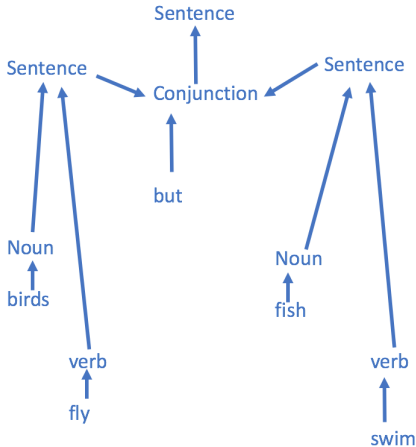 Sentence
Sentence
Sentence
Conjunction
but
Noun
Noun
birds
fish
verb
verb
fly
swim